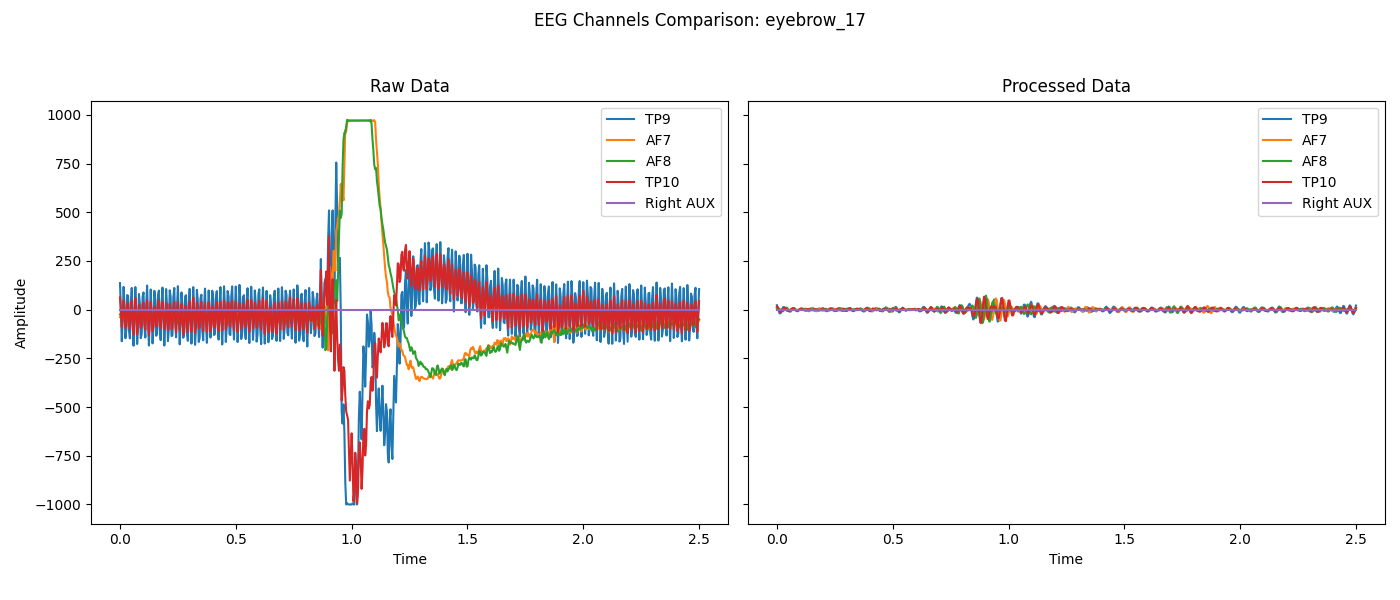 EEG Channels Comparison: eyebrow_17
Raw Data
Amplitude
1000
750
500
250
0
−250
−500
−750
−1000
TP9
AF7
AF8
TP10
Right AUX
0.0 0.5 1.0 1.5 2.0 2.5
Time
Processed Data
TP9
AF7
AF8
TP10
Right AUX
0.0 0.5 1.0 1.5 2.0 2.5
Time